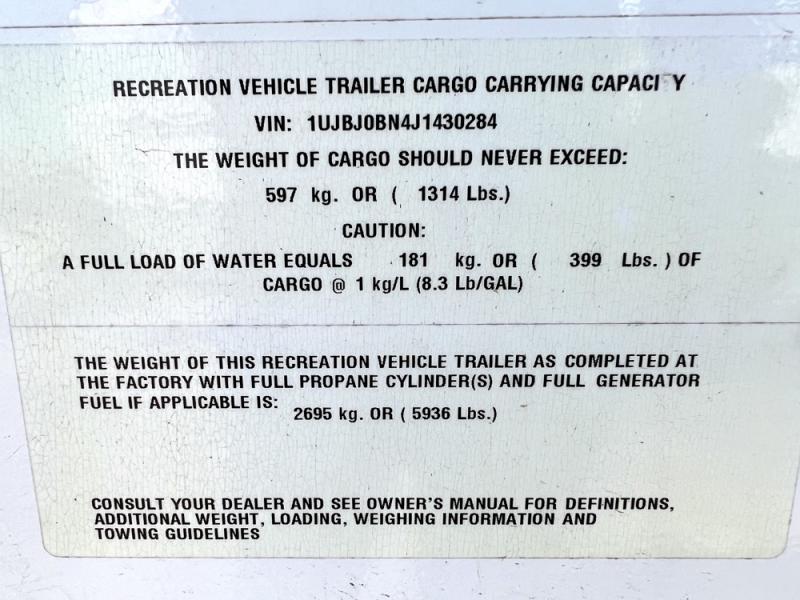 RECREATION VEHICLE TRAILER CARGO CARRYING CAPACITY
VIN: 1UJBJ0BN4J1430284
THE WEIGHT OF CARGO SHOULD NEVER EXCEED:
597 kg. OR ( 1314 Lbs.)
CAUTION:
A FULL LOAD OF WATER EQUALS 181 kg. OR ( 399 Lbs. ) OF
CARGO @ 1 kg/L (8.3 Lb/GAL)
THE WEIGHT OF THIS RECREATION VEHICLE TRAILER AS COMPLETED AT
THE FACTORY WITH FULL PROPANE CYLINDER(S) AND FULL GENERATOR
FUEL IF APPLICABLE IS: 2695 kg. OR ( 5936 Lbs.)
CONSULT YOUR DEALER AND SEE OWNER'S MANUAL FOR DEFINITIONS,
ADDITIONAL WEIGHT, LOADING, WEIGHING INFORMATION AND
TOWING GUIDELINES